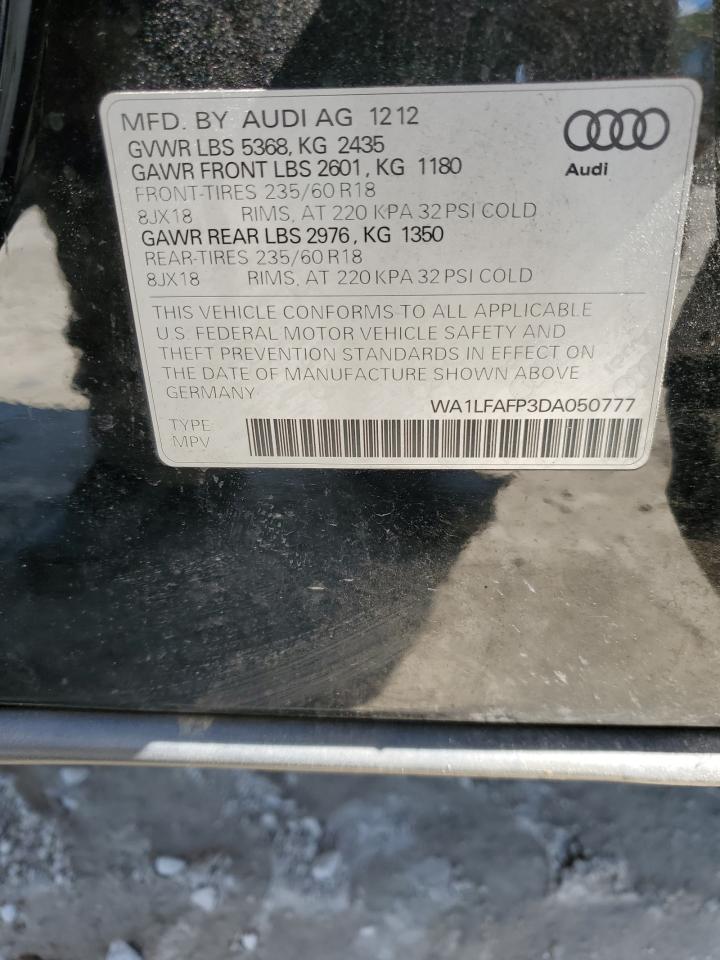 MFD. BY AUDI AG 12 12
GVWR LBS 5368, KG 2435
GAWR FRONT LBS 2601, KG 1180
FRONT-TIRES 235/60 R18
8JX18 RIMS, AT 220 KPA 32 PSI COLD
GAWR REAR LBS 2976, KG 1350
REAR-TIRES 235/60 R18
8JX18 RIMS, AT 220 KPA 32 PSI COLD
Audi
THIS VEHICLE CONFORMS TO ALL APPLICABLE
U.S. FEDERAL MOTOR VEHICLE SAFETY AND
THEFT PREVENTION STANDARDS IN EFFECT ON
THE DATE OF MANUFACTURE SHOWN ABOVE
GERMANY
WA1LFAFP3DA050777
TYPE:
MPV